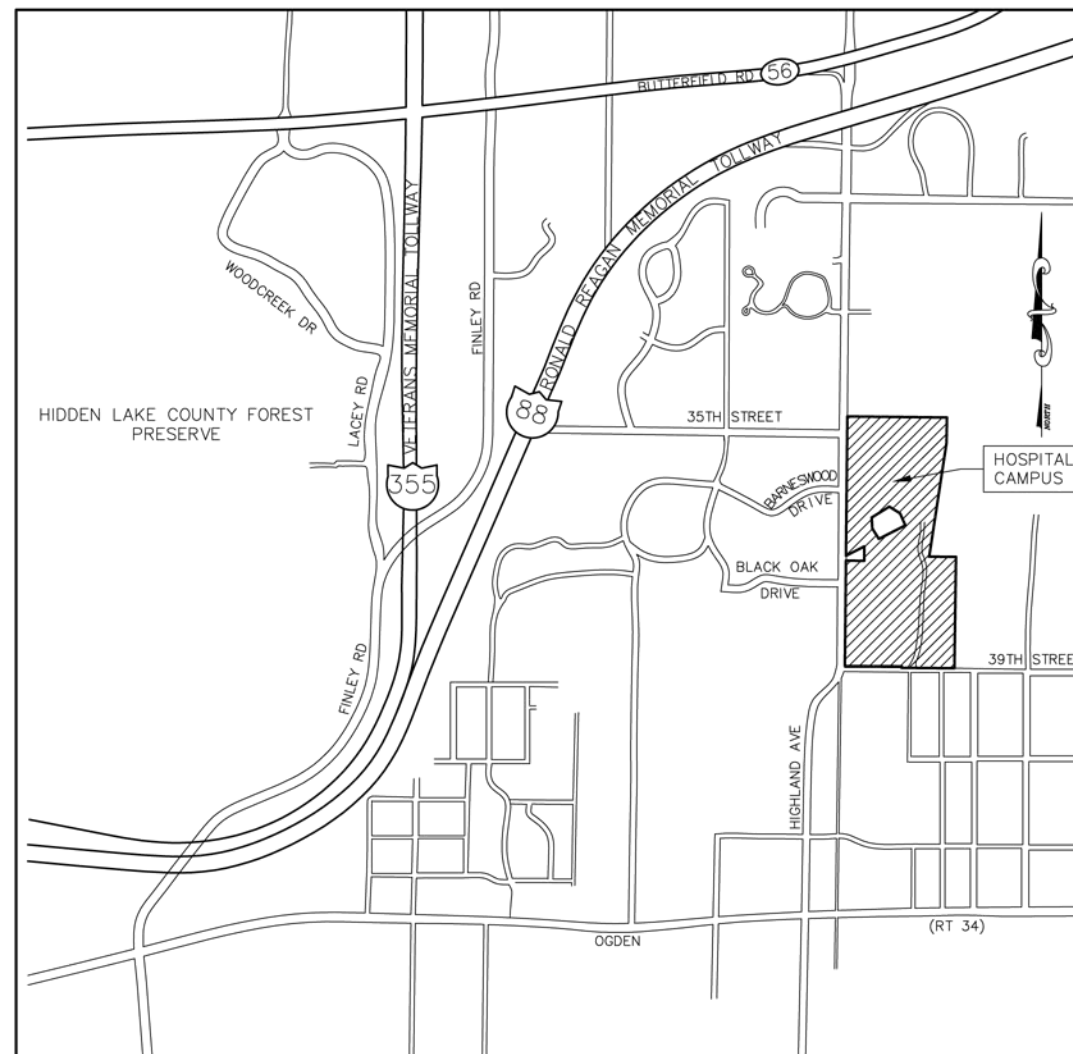 BUTTERFIELD RD
56
VETERANS MEMORIAL TOLLWAY
RONALD REAGAN MEMORIAL TOLLWAY
WOODCREEK DR
FINLEY RD
LACEY RD
HIDDEN LAKE COUNTY FOREST
PRESERVE
88
35TH STREET
NORTH
HOSPITAL
CAMPUS
355
BARNESWOOD
DRIVE
BLACK OAK
DRIVE
FINLEY RD
39TH STREE
HIGHLAND AVE
OGDEN
(RT 34)